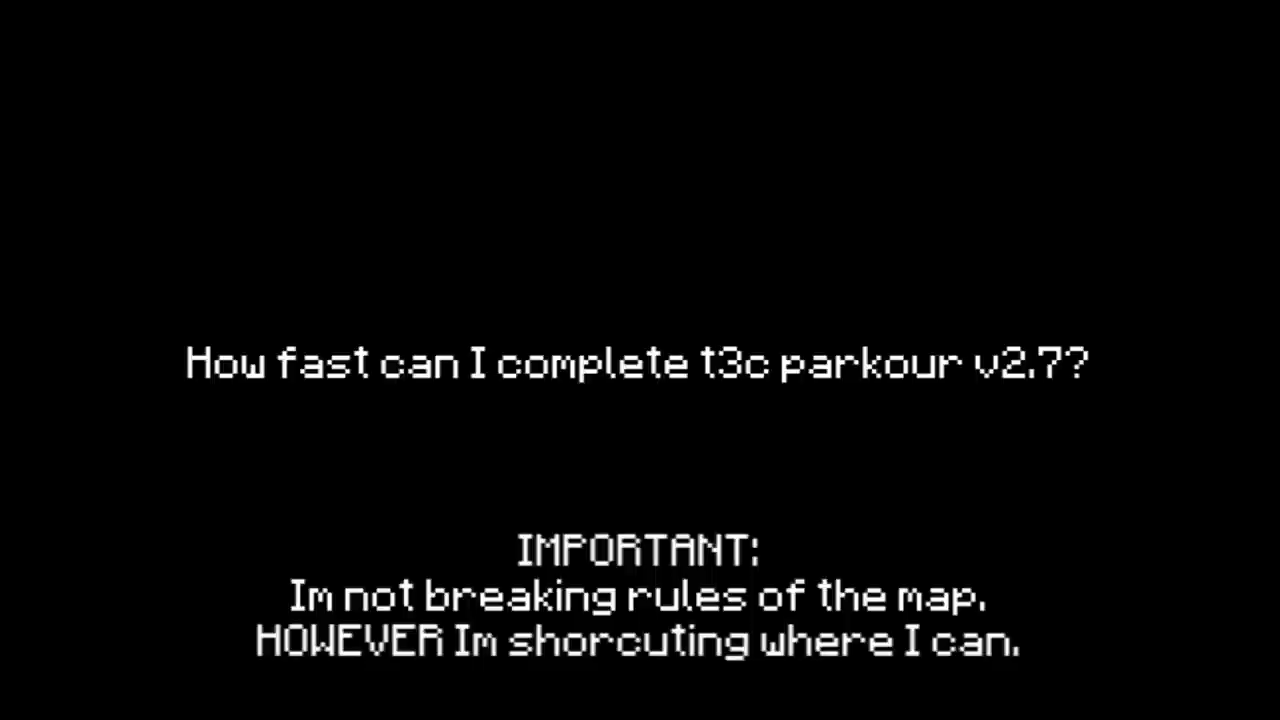 How fast can I complete t3c parkour v2.7?
IMPORTANT:
Im not breaking rules of the map.
HOWEVER Im shorcuting where I can.